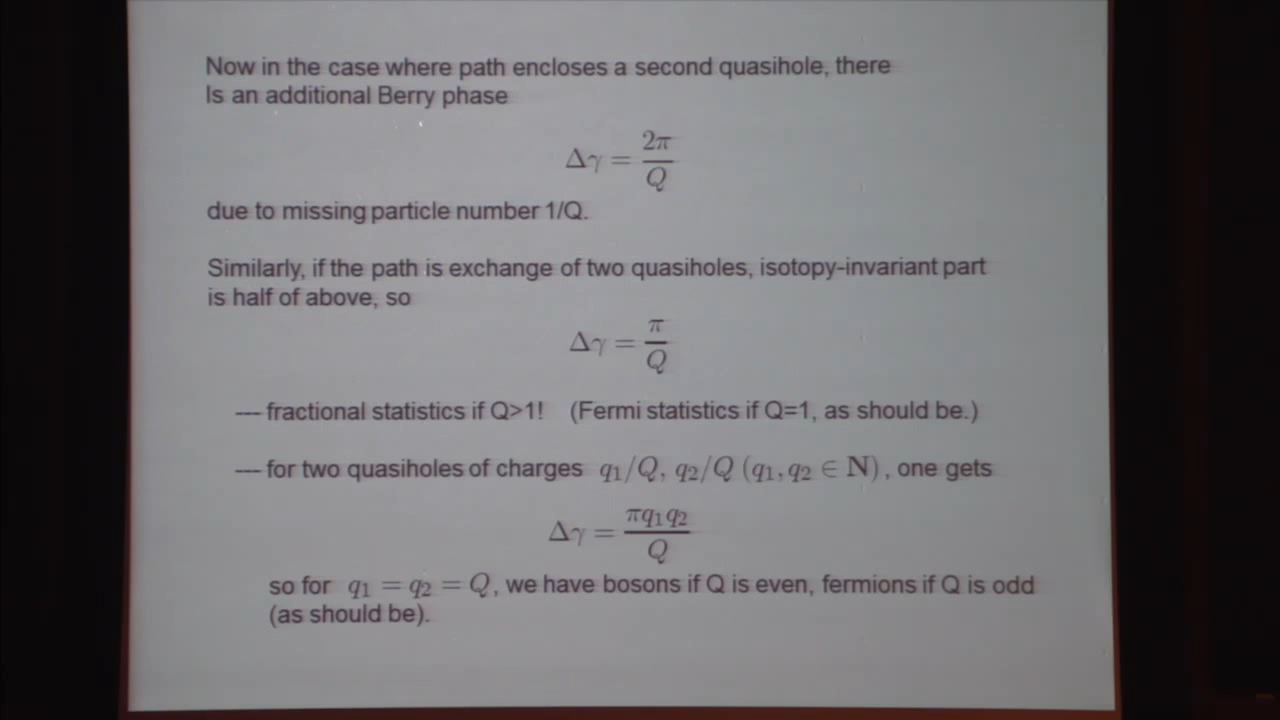 Now in the case where path encloses a second quasihole, there
Is an additional Berry phase
Δγ = 2π/Q
due to missing particle number 1/Q.
Similarly, if the path is exchange of two quasiholes, isotopy-invariant part
is half of above, so
Δγ = π/Q
--- fractional statistics if Q>1! (Fermi statistics if Q=1, as should be.)
--- for two quasiholes of charges q₁/Q, q₂/Q (q₁, q₂ ∈ N), one gets
Δγ = πq₁q₂/Q
so for q₁ = q₂ = Q, we have bosons if Q is even, fermions if Q is odd
(as should be).